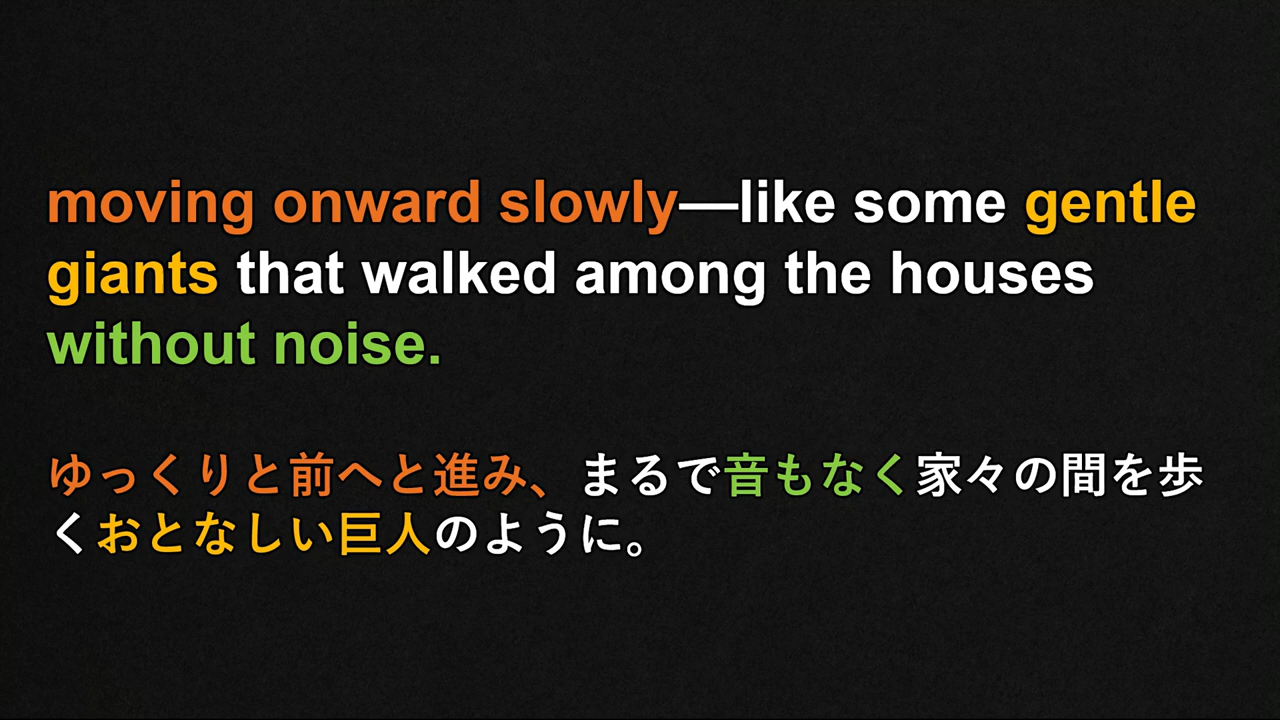 moving onward slowly—like some gentle
giants that walked among the houses
without noise.
ゆっくりと前へと進み、まるで音もなく家々の間を歩
くおとなしい巨人のように。